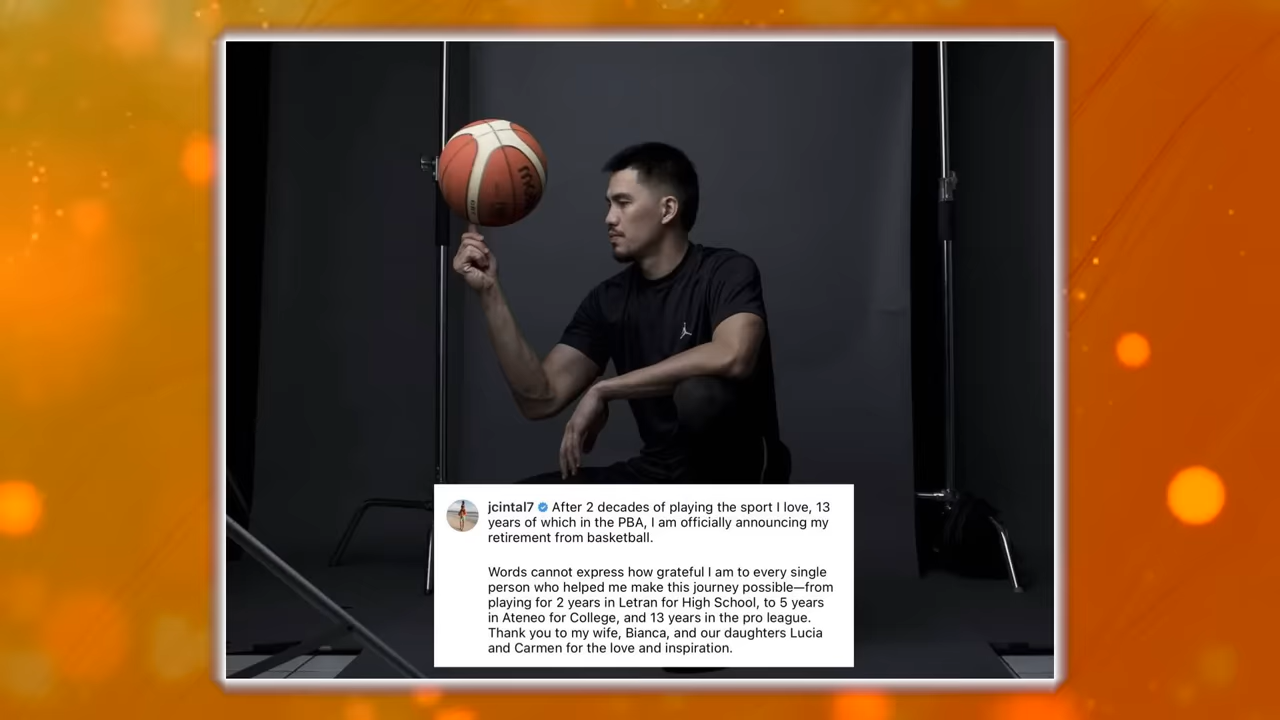 molten
jcintal7 After 2 decades of playing the sport I love, 13
years of which in the PBA, I am officially announcing my
retirement from basketball.
Words cannot express how grateful I am to every single
person who helped me make this journey possible—from
playing for 2 years in Letran for High School, to 5 years
in Ateneo for College, and 13 years in the pro league.
Thank you to my wife, Bianca, and our daughters Lucia
and Carmen for the love and inspiration.